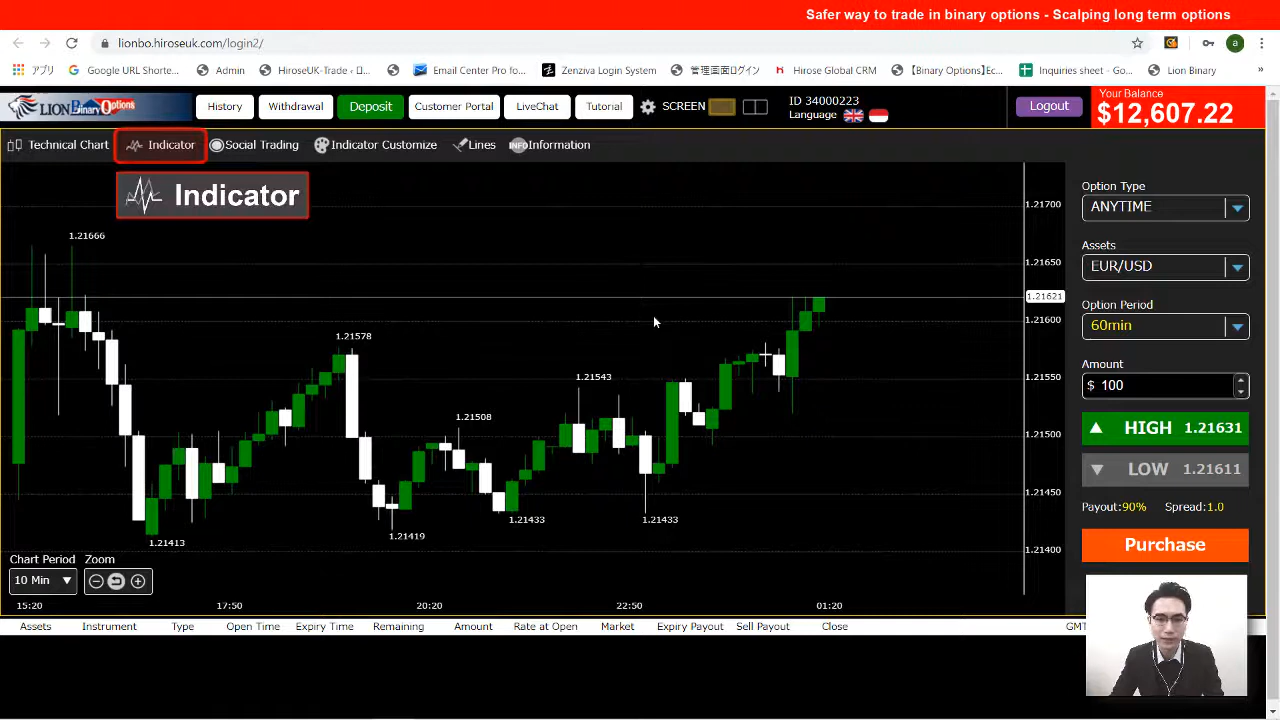 Safer way to trade in binary options - Scalping long term options
lionbo.hiroseuk.com/login2/
a
アプリ Google URL Shorte... Admin HiroseUK-Trade ‹ ロ... Email Center Pro fo... Zenziva Login System 管理画面ログイン Hirose Global CRM 【Binary Options】Ec... Inquiries sheet - Go... Lion Binary »
LION Binary Options
History Withdrawal Deposit Customer Portal LiveChat Tutorial SCREEN
ID 34000223
Language
Logout
Your Balance
$12,607.22
Technical Chart Indicator Social Trading Indicator Customize Lines INFO Information
Indicator
1.21666
1.21578
1.21543
1.21508
1.21413
1.21419
1.21433
1.21433
1.21700
1.21650
1.21621
1.21600
1.21550
1.21500
1.21450
1.21400
Chart Period Zoom
10 Min
15:20 17:50 20:20 22:50 01:20
Option Type
ANYTIME
Assets
EUR/USD
Option Period
60min
Amount
$ 100
HIGH 1.21631
LOW 1.21611
Payout:90% Spread:1.0
Purchase
Assets Instrument Type Open Time Expiry Time Remaining Amount Rate at Open Market Expiry Payout Sell Payout Close GMT